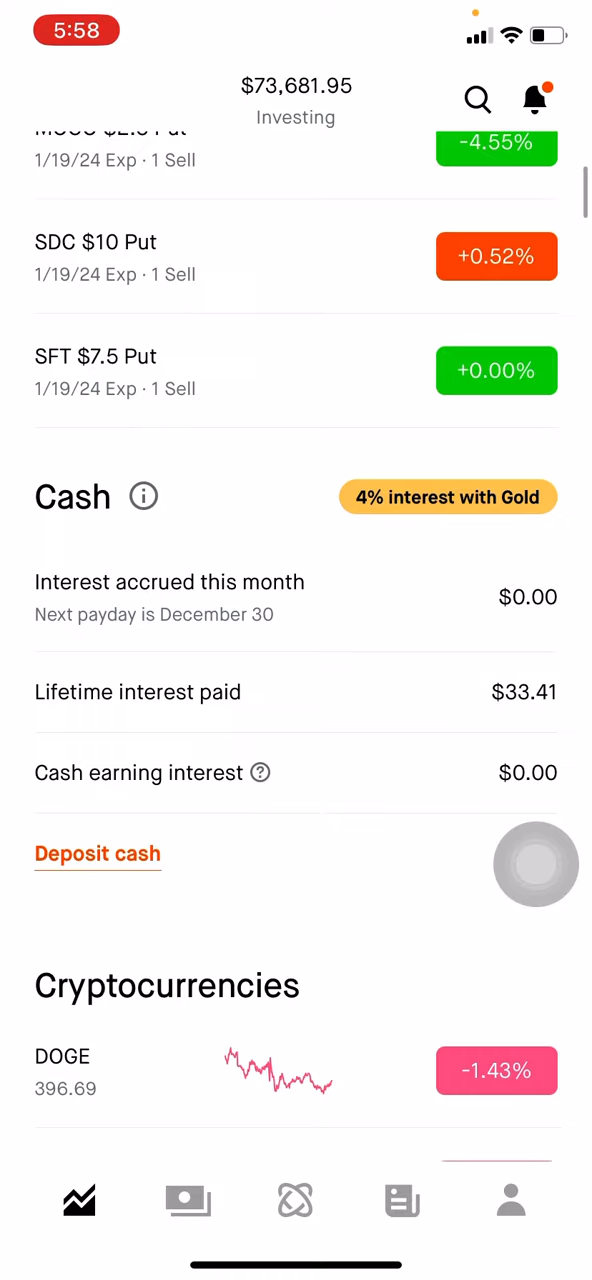 5:58
$73,681.95
Investing
$2.5 Put
-4.55%
1/19/24 Exp · 1 Sell
SDC $10 Put
+0.52%
1/19/24 Exp · 1 Sell
SFT $7.5 Put
+0.00%
1/19/24 Exp · 1 Sell
Cash
4% interest with Gold
Interest accrued this month
$0.00
Next payday is December 30
Lifetime interest paid
$33.41
Cash earning interest
$0.00
Deposit cash
Cryptocurrencies
DOGE
-1.43%
396.69